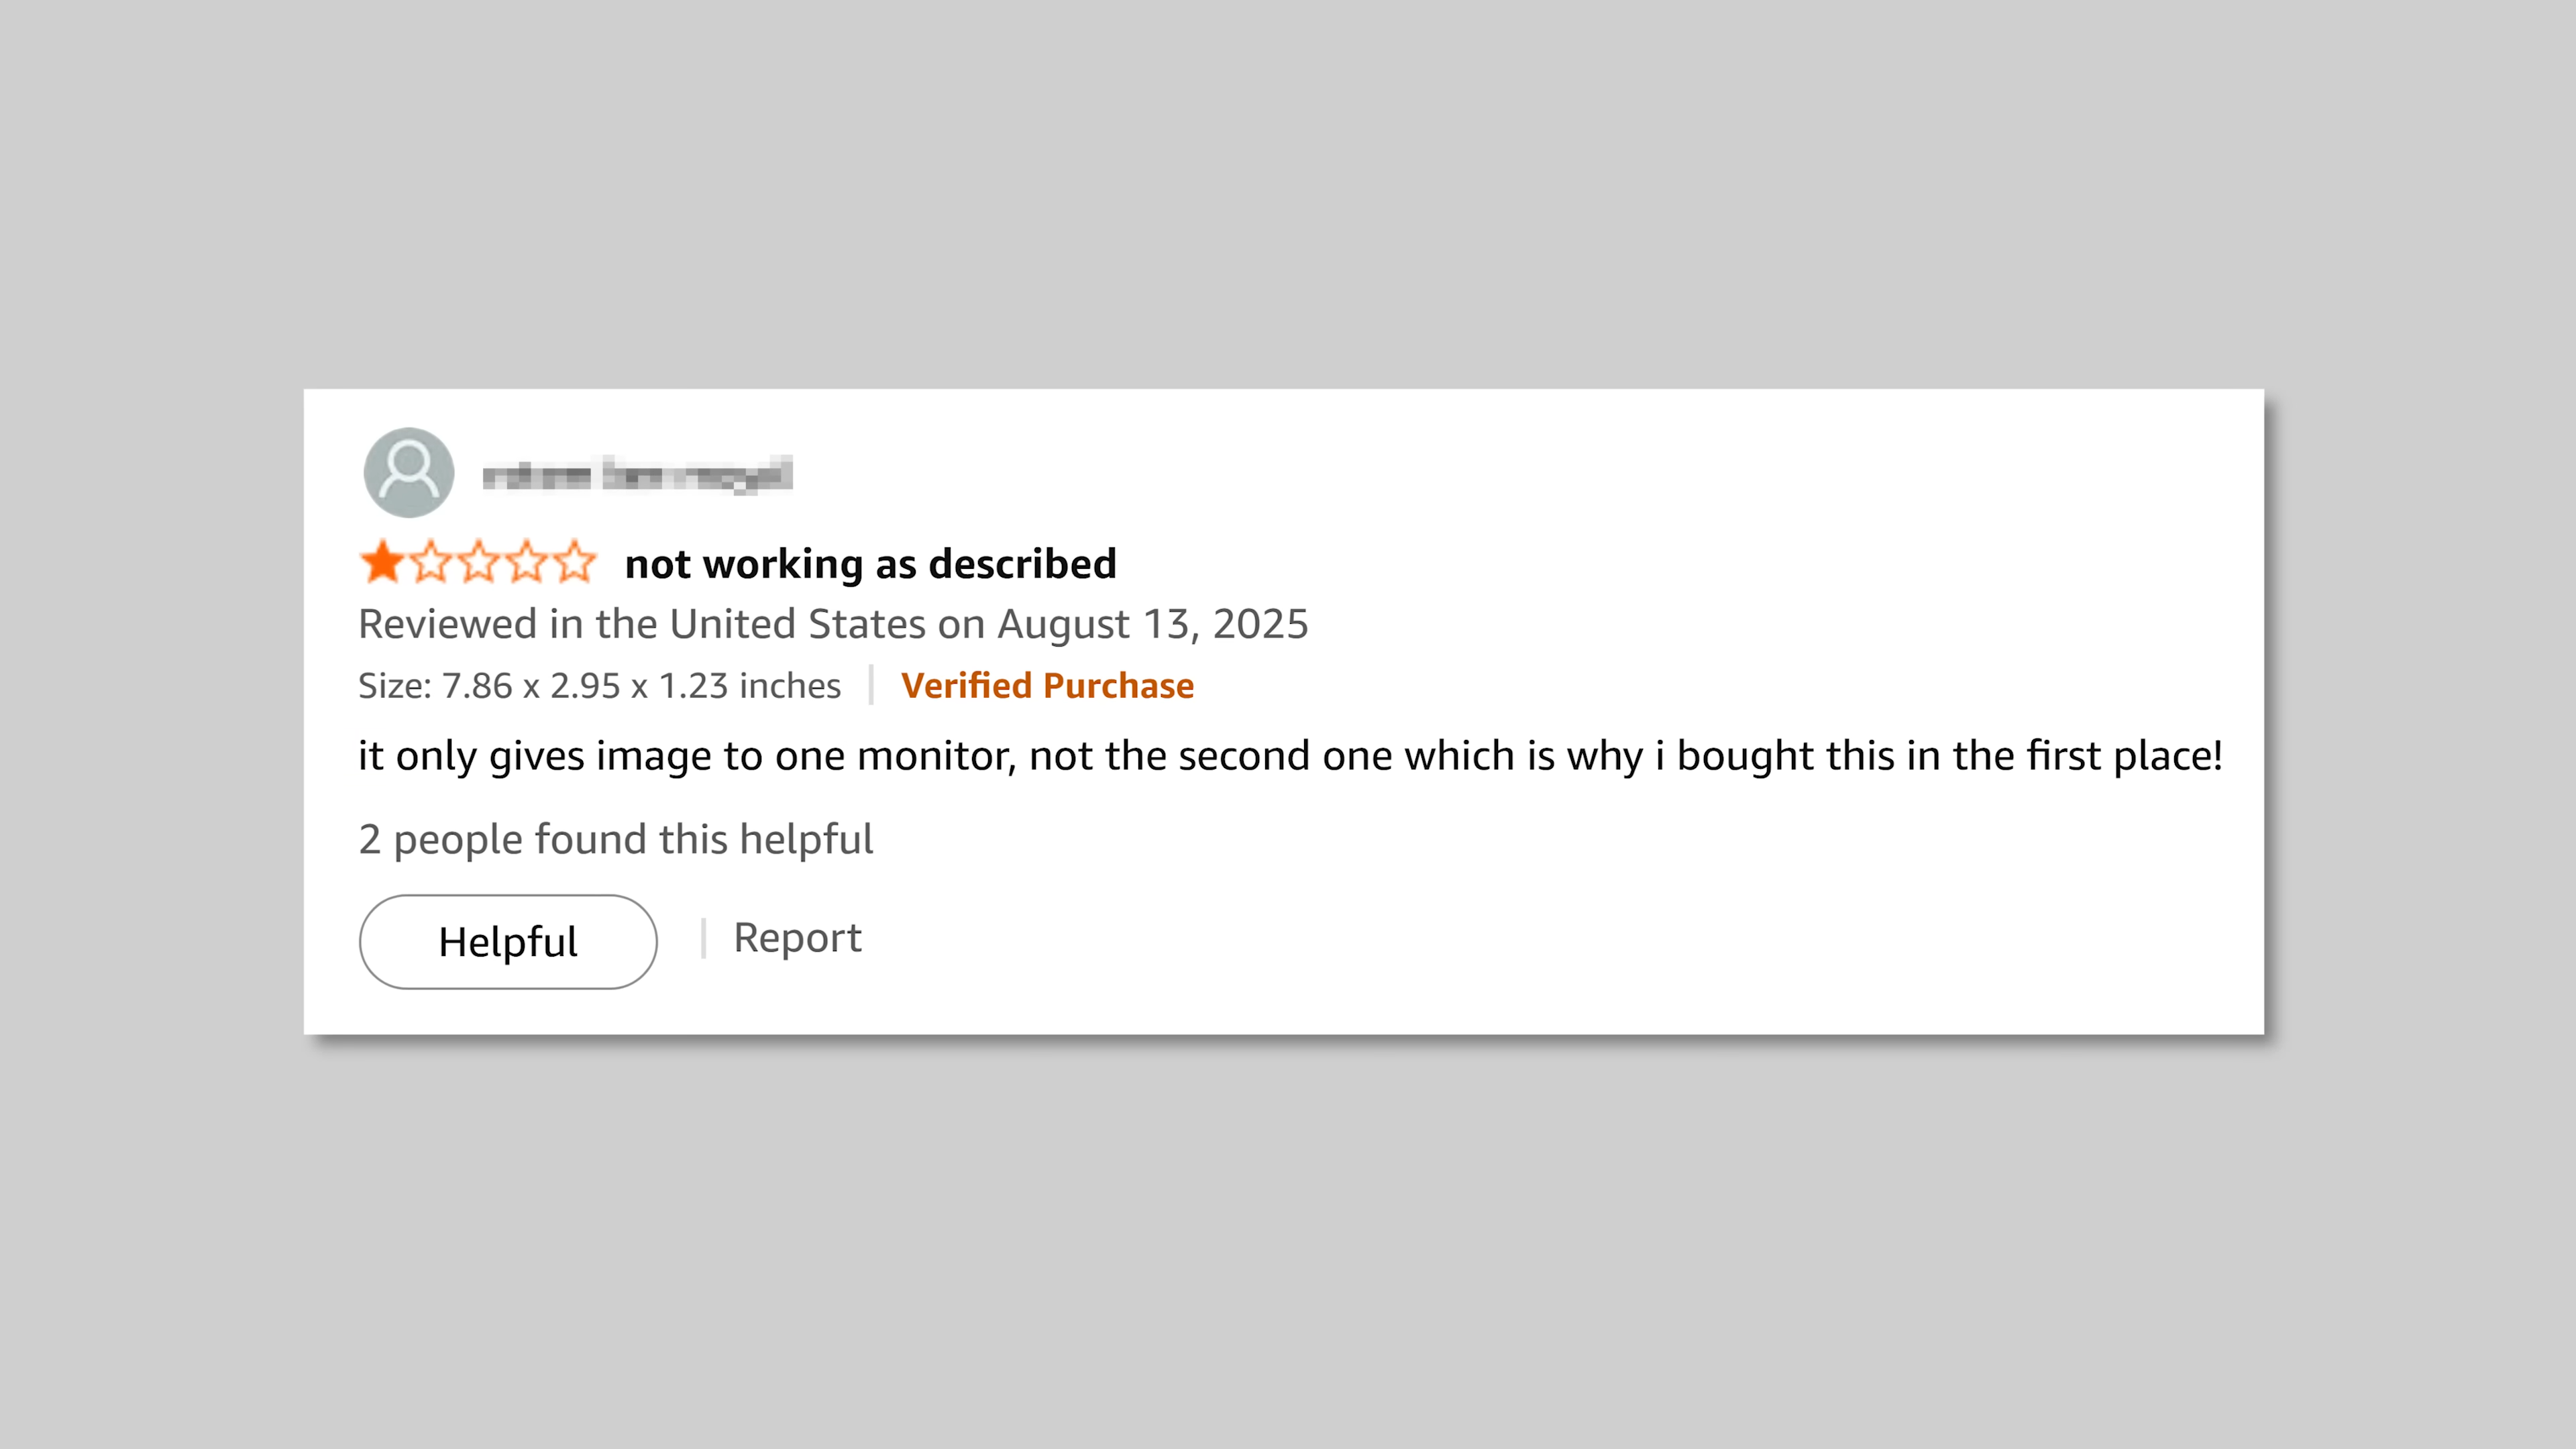 not working as described
Reviewed in the United States on August 13, 2025
Size: 7.86 x 2.95 x 1.23 inches | Verified Purchase
it only gives image to one monitor, not the second one which is why i bought this in the first place!
2 people found this helpful
Helpful | Report